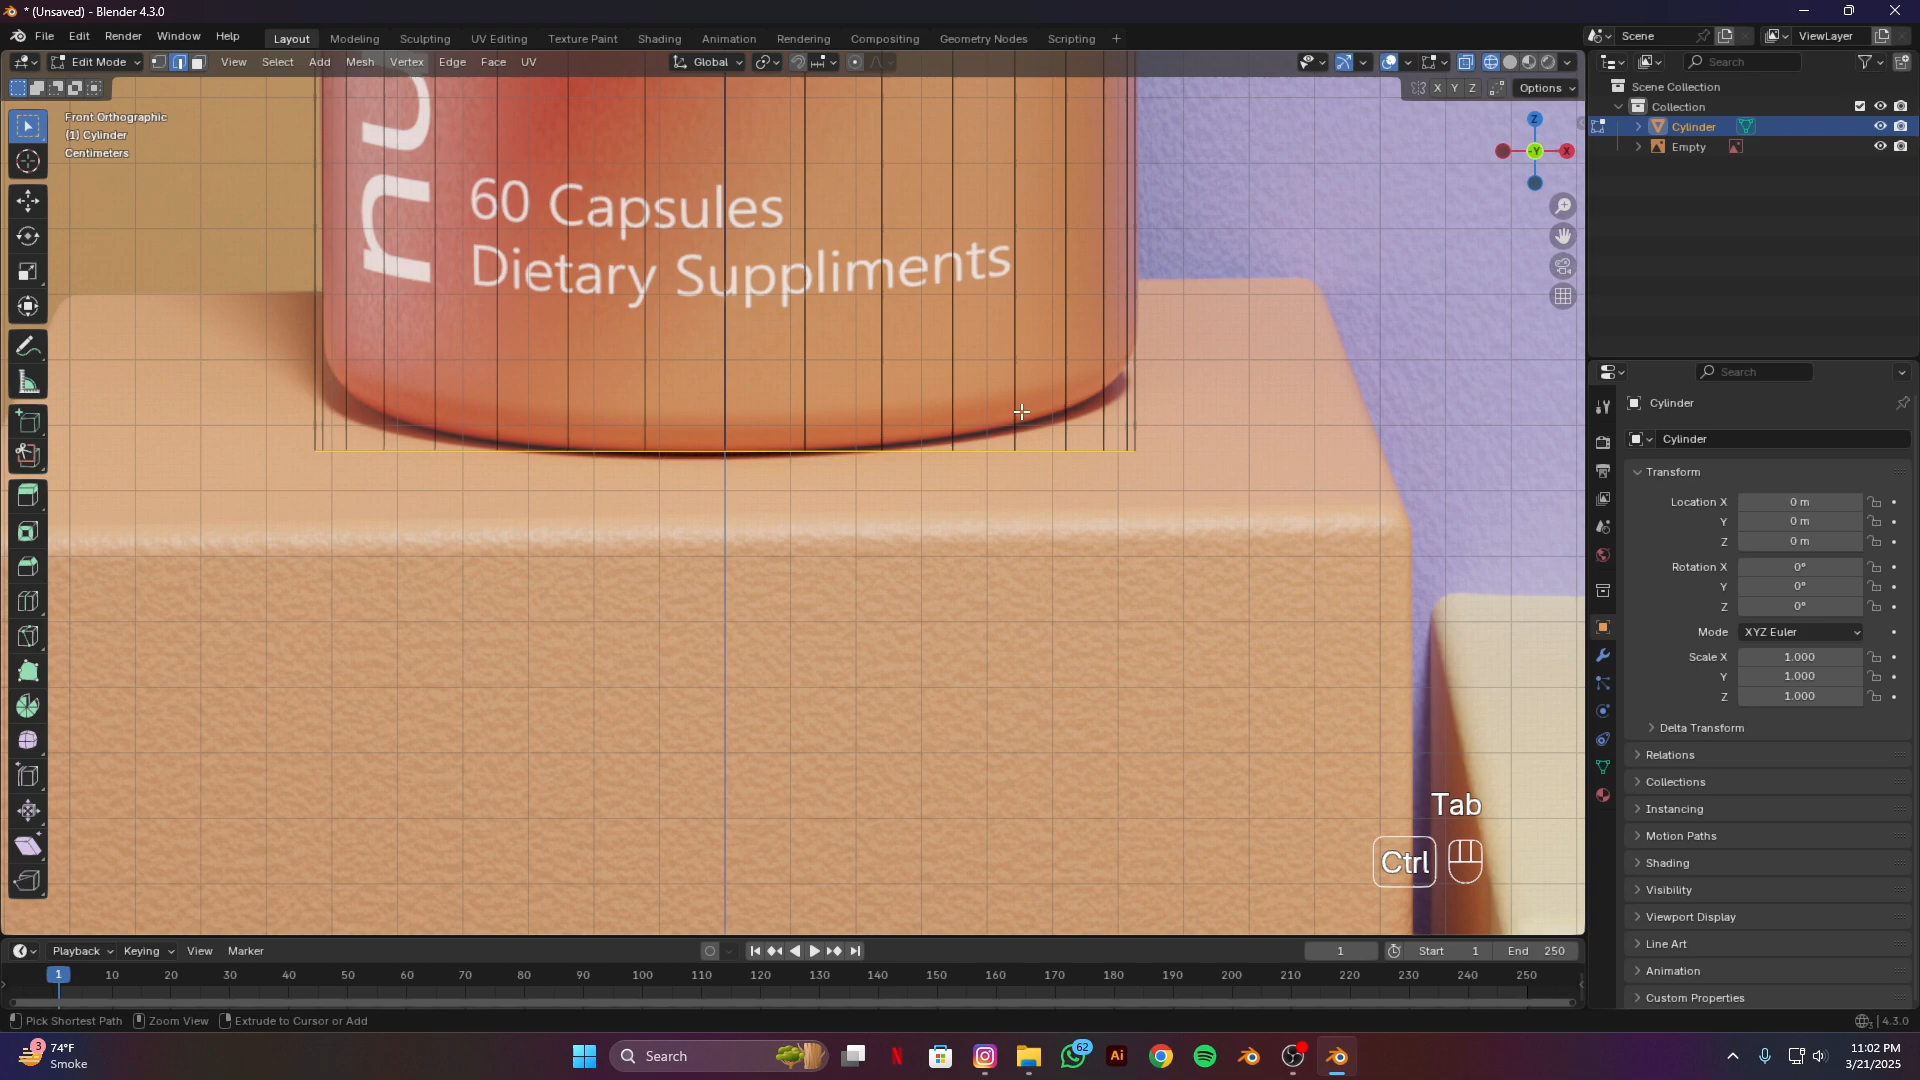 * (Unsaved) - Blender 4.3.0
File Edit Render Window Help
Layout Modeling Sculpting UV Editing Texture Paint Shading Animation Rendering Compositing Geometry Nodes Scripting +
Scene
ViewLayer
Edit Mode
View Select Add Mesh Vertex Edge Face UV
Global
Search
X Y Z Options
Scene Collection
Collection
Cylinder
Empty
Front Orthographic
(1) Cylinder
Centimeters
Z
-Y
X
nu
60 Capsules
Dietary Suppliments
Search
Cylinder
Cylinder
Transform
Location X 0 m
Y 0 m
Z 0 m
Rotation X 0°
Y 0°
Z 0°
Mode XYZ Euler
Scale X 1.000
Y 1.000
Z 1.000
Delta Transform
Relations
Collections
Instancing
Motion Paths
Shading
Visibility
Viewport Display
Line Art
Animation
Custom Properties
Tab
Ctrl
Playback Keying View Marker
1 Start 1 End 250
1 10 20 30 40 50 60 70 80 90 100 110 120 130 140 150 160 170 180 190 200 210 220 230 240 250
Pick Shortest Path Zoom View Extrude to Cursor or Add
4.3.0
3
74°F
Smoke
Search
N
62
Ai
11:02 PM
3/21/2025